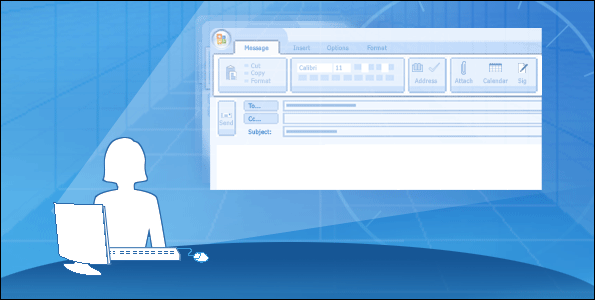 Message Insert Options Format
Cut
Copy
Format
Calibri 11
Address Attach Calendar Sig
To...
Cc...
Send
Subject: